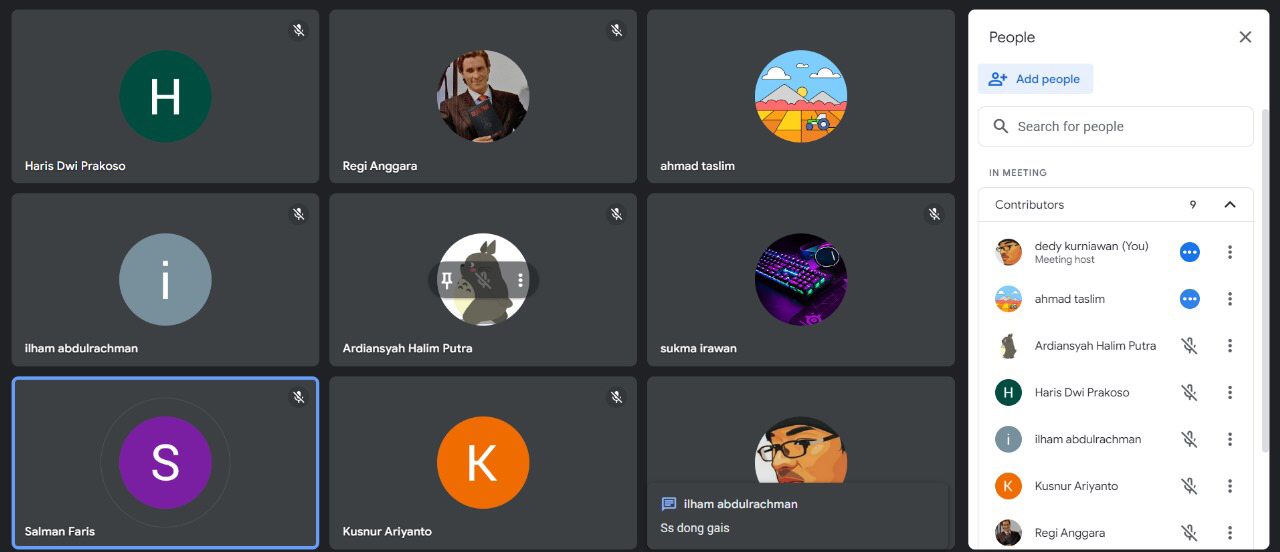 H
Haris Dwi Prakoso
Regi Anggara
ahmad taslim
i
ilham abdulrachman
Ardiansyah Halim Putra
sukma irawan
S
Salman Faris
K
Kusnur Ariyanto
ilham abdulrachman
Ss dong gais
People
Add people
Search for people
IN MEETING
Contributors 9
dedy kurniawan (You)
Meeting host
ahmad taslim
Ardiansyah Halim Putra
H Haris Dwi Prakoso
i ilham abdulrachman
K Kusnur Ariyanto
Regi Anggara